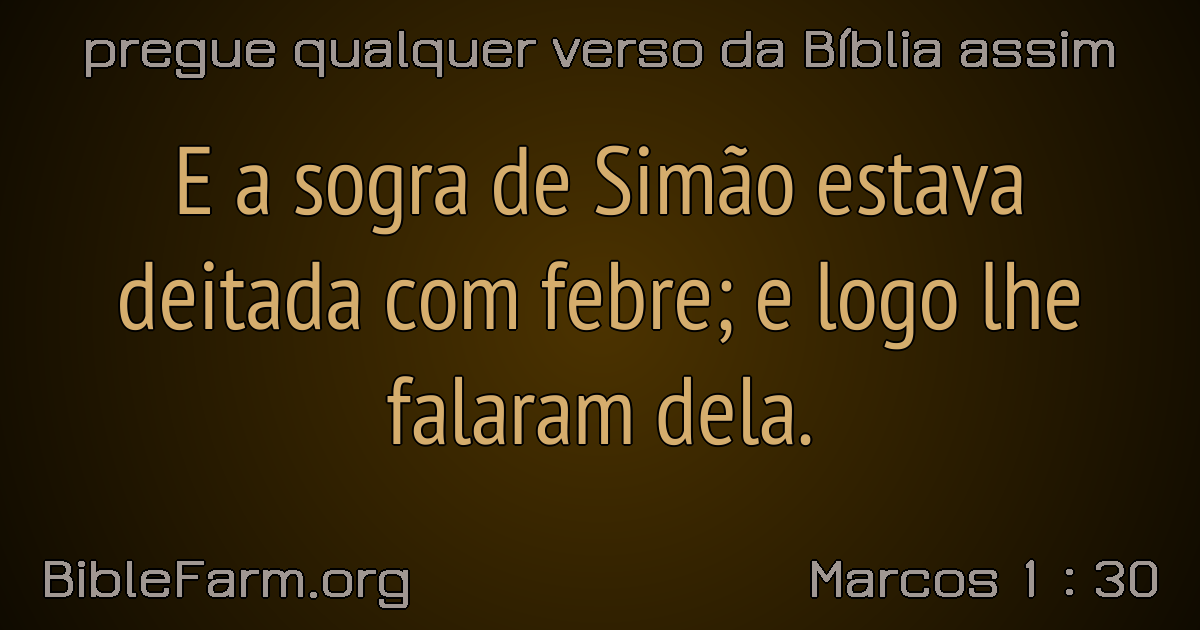 pregue qualquer verso da Bíblia assim
E a sogra de Simão estava
deitada com febre; e logo lhe
falaram dela.
BibleFarm.org
Marcos 1 : 30